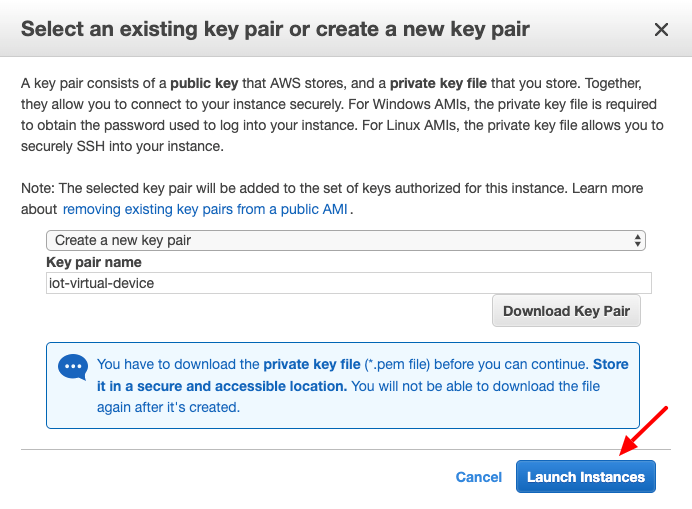 Select an existing key pair or create a new key pair
A key pair consists of a public key that AWS stores, and a private key file that you store. Together,
they allow you to connect to your instance securely. For Windows AMIs, the private key file is required
to obtain the password used to log into your instance. For Linux AMIs, the private key file allows you to
securely SSH into your instance.
Note: The selected key pair will be added to the set of keys authorized for this instance. Learn more
about removing existing key pairs from a public AMI.
Create a new key pair
Key pair name
iot-virtual-device
Download Key Pair
You have to download the private key file (*.pem file) before you can continue. Store
it in a secure and accessible location. You will not be able to download the file
again after it's created.
Cancel Launch Instances